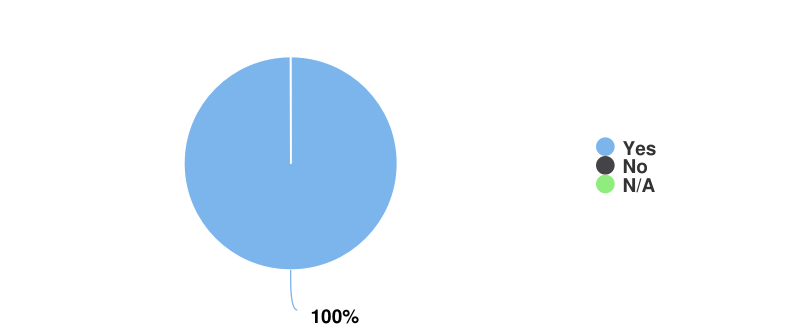 Yes
No
N/A
100%